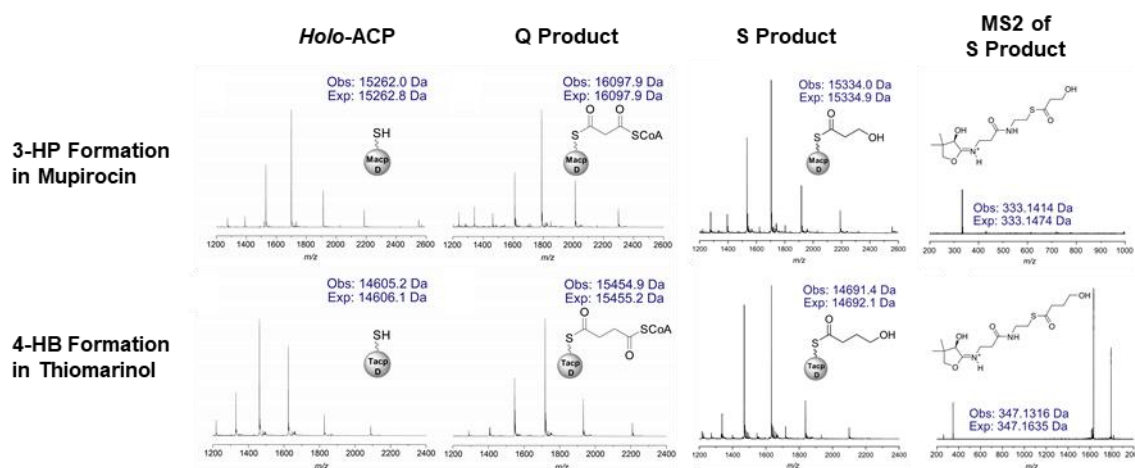 Holo-ACP
Q Product
S Product
MS2 of
S Product
3-HP Formation
in Mupirocin
Obs: 15262.0 Da
Exp: 15262.8 Da
SH
Macp
D
1200 1400 1600 1800 2000 2200 2400 2600
m/z
Obs: 16097.9 Da
Exp: 16097.9 Da
O O
S SCoA
Macp
D
1200 1400 1600 1800 2000 2200 2400 2600
m/z
Obs: 15334.0 Da
Exp: 15334.9 Da
O
S OH
Macp
D
1200 1400 1600 1800 2000 2200 2400 2600
m/z
OH
O
S O
NH
OH
O N+
H
Obs: 333.1414 Da
Exp: 333.1474 Da
200 300 400 500 600 700 800 900 1000
m/z
4-HB Formation
in Thiomarinol
Obs: 14605.2 Da
Exp: 14606.1 Da
SH
Tacp
D
1200 1400 1600 1800 2000 2200 2400 2600
m/z
Obs: 15454.9 Da
Exp: 15455.2 Da
O SCoA
S
O
Tacp
D
1200 1400 1600 1800 2000 2200 2400 2600
m/z
Obs: 14691.4 Da
Exp: 14692.1 Da
O
S OH
Tacp
D
1200 1400 1600 1800 2000 2200 2400 2600
m/z
OH
O
S O
NH
HO
O N+
H
Obs: 347.1316 Da
Exp: 347.1635 Da
200 400 600 800 1000 1200 1400 1600 1800 2000
m/z